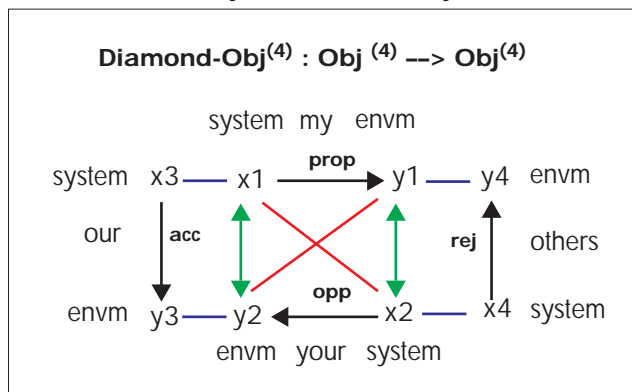 Diamond-Obj(4) : Obj (4) --> Obj(4)
system my envm
prop
system x3 x1 y1 y4 envm
our acc rej others
opp
envm y3 y2 x2 x4 system
envm your system